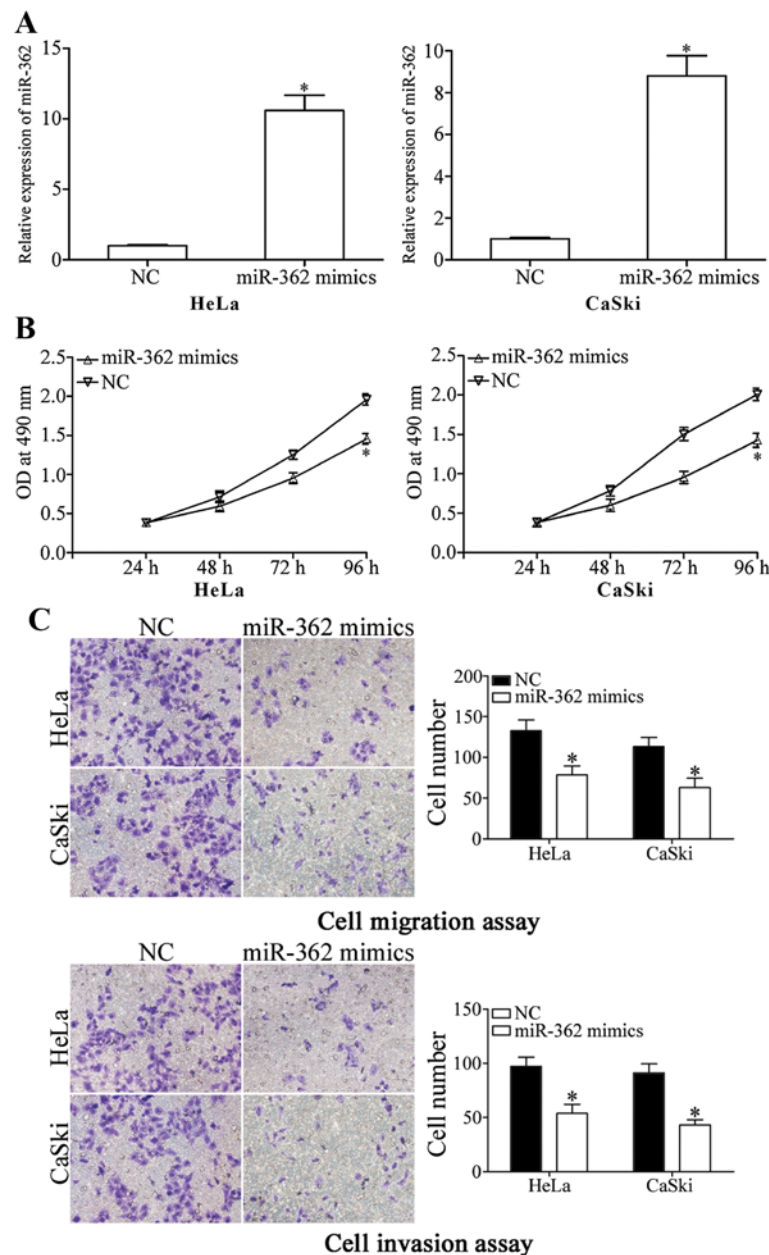 A
Relative expression of miR-362
15
10
5
0
*
NC
miR-362 mimics
HeLa
Relative expression of miR-362
10
8
6
4
2
0
*
NC
miR-362 mimics
CaSki
B
OD at 490 nm
2.5
2.0
1.5
1.0
0.5
0.0
miR-362 mimics
NC
*
24 h
48 h
72 h
96 h
HeLa
OD at 490 nm
2.5
2.0
1.5
1.0
0.5
0.0
miR-362 mimics
NC
*
24 h
48 h
72 h
96 h
CaSki
C
NC
miR-362 mimics
HeLa
CaSki
Cell number
200
150
100
50
0
NC
miR-362 mimics
*
*
HeLa
CaSki
Cell migration assay
NC
miR-362 mimics
HeLa
CaSki
Cell number
150
100
50
0
NC
miR-362 mimics
*
*
HeLa
CaSki
Cell invasion assay